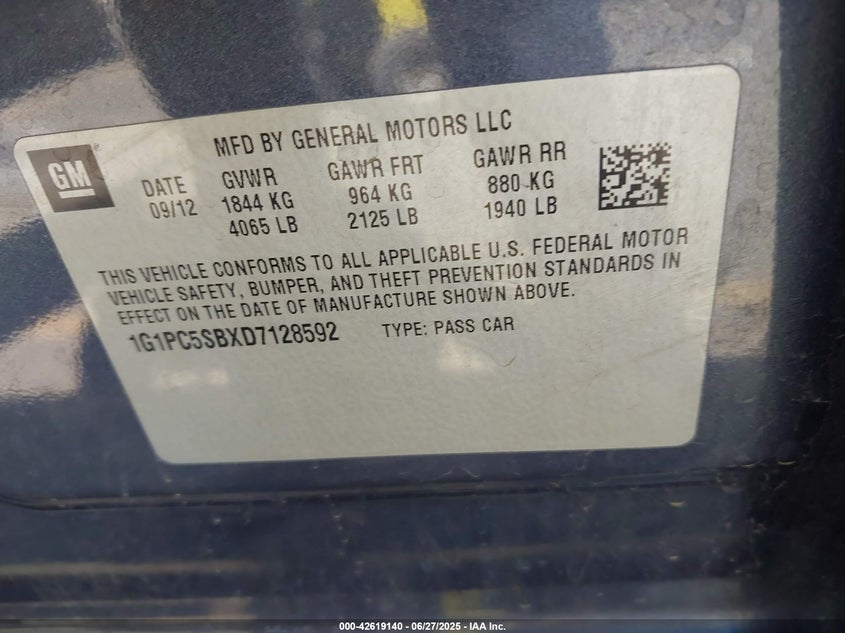 MFD BY GENERAL MOTORS LLC
GM®
DATE GVWR GAWR FRT GAWR RR
09/12 1844 KG 964 KG 880 KG
4065 LB 2125 LB 1940 LB
THIS VEHICLE CONFORMS TO ALL APPLICABLE U.S. FEDERAL MOTOR
VEHICLE SAFETY, BUMPER, AND THEFT PREVENTION STANDARDS IN
EFFECT ON THE DATE OF MANUFACTURE SHOWN ABOVE.
1G1PC5SBXD7128592 TYPE: PASS CAR
000-42619140 - 06/27/2025 - IAA Inc.